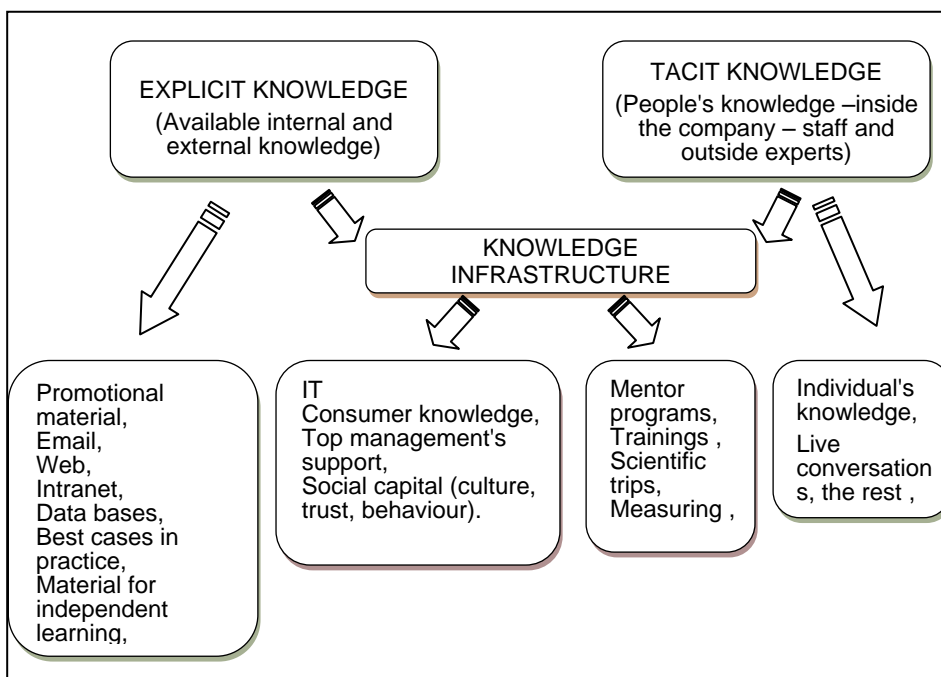 EXPLICIT KNOWLEDGE
(Available internal and
external knowledge)
TACIT KNOWLEDGE
(People's knowledge –inside
the company – staff and
outside experts)
KNOWLEDGE
INFRASTRUCTURE
Promotional
material,
Email,
Web,
Intranet,
Data bases,
Best cases in
practice,
Material for
independent
learning,
IT
Consumer knowledge,
Top management's
support,
Social capital (culture,
trust, behaviour).
Mentor
programs,
Trainings ,
Scientific
trips,
Measuring ,
Individual's
knowledge,
Live
conversation
s, the rest ,